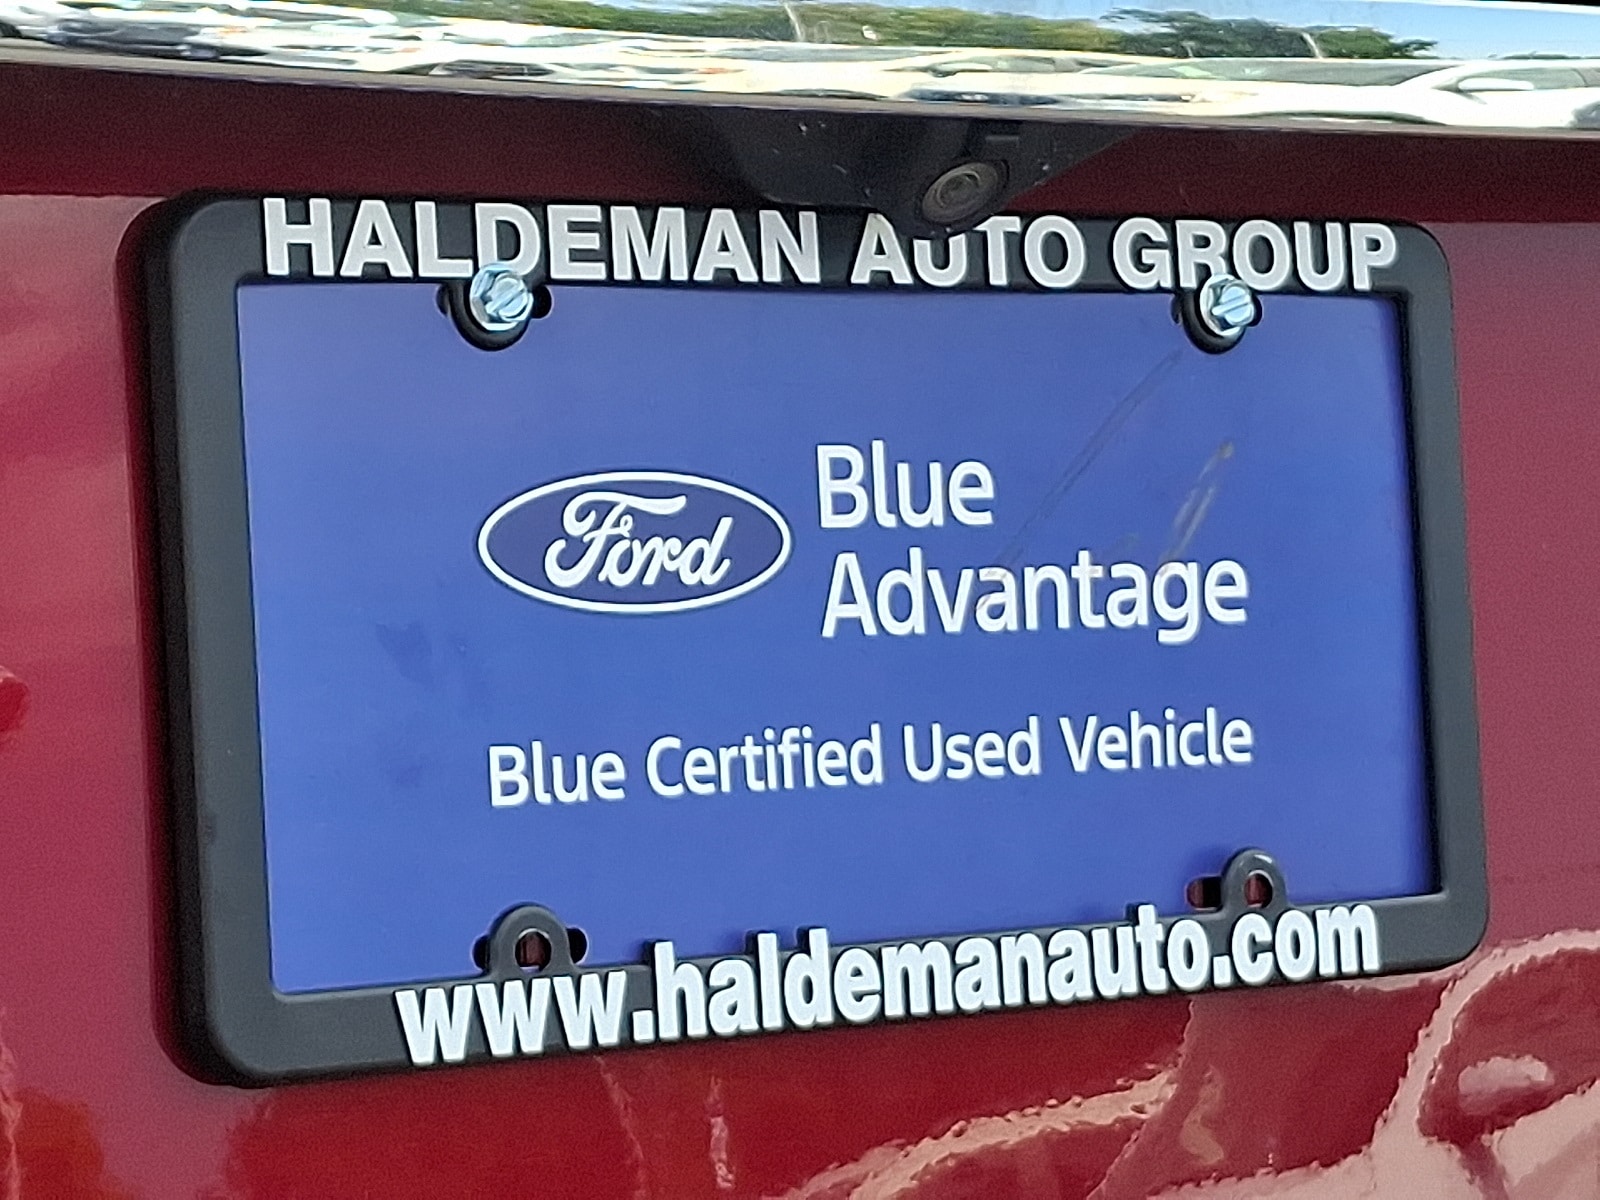 HALDEMAN AUTO GROUP
Ford
Blue
Advantage
Blue Certified Used Vehicle
www.haldemanauto.com